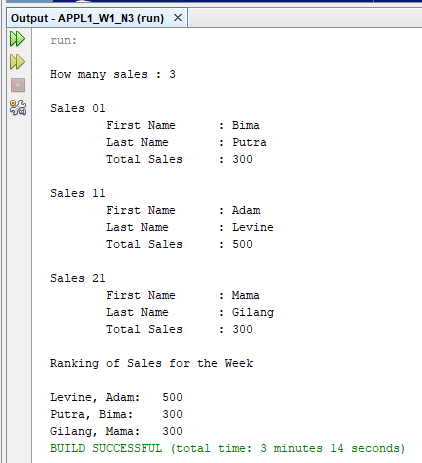 Output - APPL1_W1_N3 (run) ×
run:
How many sales : 3
Sales 01
First Name : Bima
Last Name : Putra
Total Sales : 300
Sales 11
First Name : Adam
Last Name : Levine
Total Sales : 500
Sales 21
First Name : Mama
Last Name : Gilang
Total Sales : 300
Ranking of Sales for the Week
Levine, Adam: 500
Putra, Bima: 300
Gilang, Mama: 300
BUILD SUCCESSFUL (total time: 3 minutes 14 seconds)